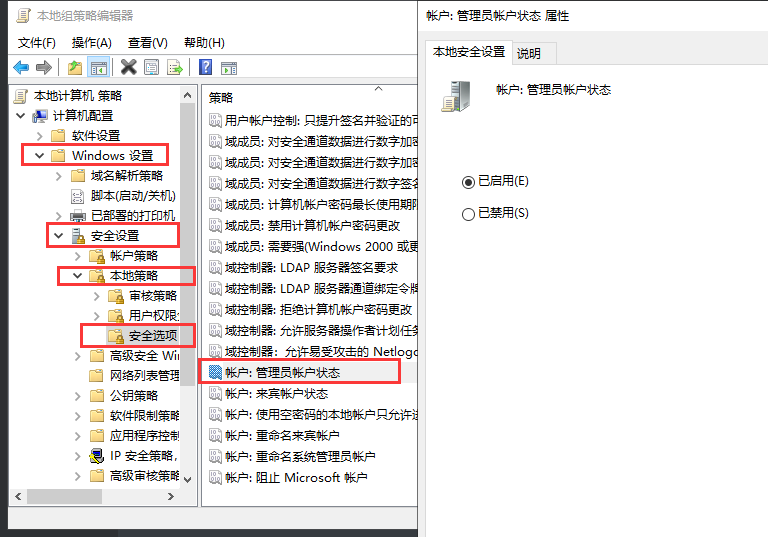 本地组策略编辑器
文件(F) 操作(A) 查看(V) 帮助(H)
本地计算机 策略
计算机配置
软件设置
Windows 设置
域名解析策略
脚本(启动/关机)
已部署的打印机
安全设置
帐户策略
本地策略
审核策略
用户权限
安全选项
高级安全 Wi
网络列表管理
公钥策略
软件限制策略
应用程序控制
IP 安全策略,
高级审核策略
策略
用户帐户控制: 只提升签名并验证的可
域成员: 对安全通道数据进行数字加密
域成员: 对安全通道数据进行数字加密
域成员: 对安全通道数据进行数字签名
域成员: 计算机帐户密码最长使用期限
域成员: 禁用计算机帐户密码更改
域成员: 需要强(Windows 2000 或更
域控制器: LDAP 服务器签名要求
域控制器: LDAP 服务器通道绑定令牌
域控制器: 拒绝计算机帐户密码更改
域控制器: 允许服务器操作者计划任务
域控制器: 允许易受攻击的 Netlogo
帐户: 管理员帐户状态
帐户: 来宾帐户状态
帐户: 使用空密码的本地帐户只允许进
帐户: 重命名来宾帐户
帐户: 重命名系统管理员帐户
帐户: 阻止 Microsoft 帐户
帐户: 管理员帐户状态 属性
本地安全设置 说明
帐户: 管理员帐户状态
已启用(E)
已禁用(S)